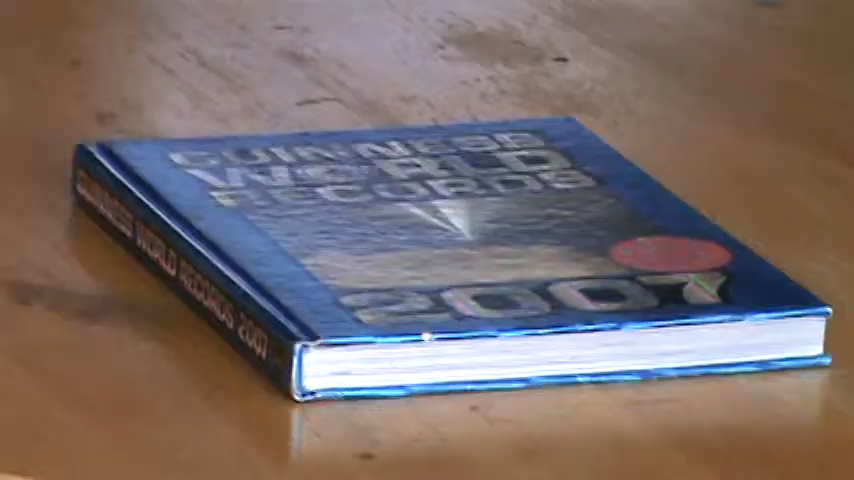 GUINNESS
WORLD
RECORDS
2007
GUINNESS WORLD RECORDS 2007